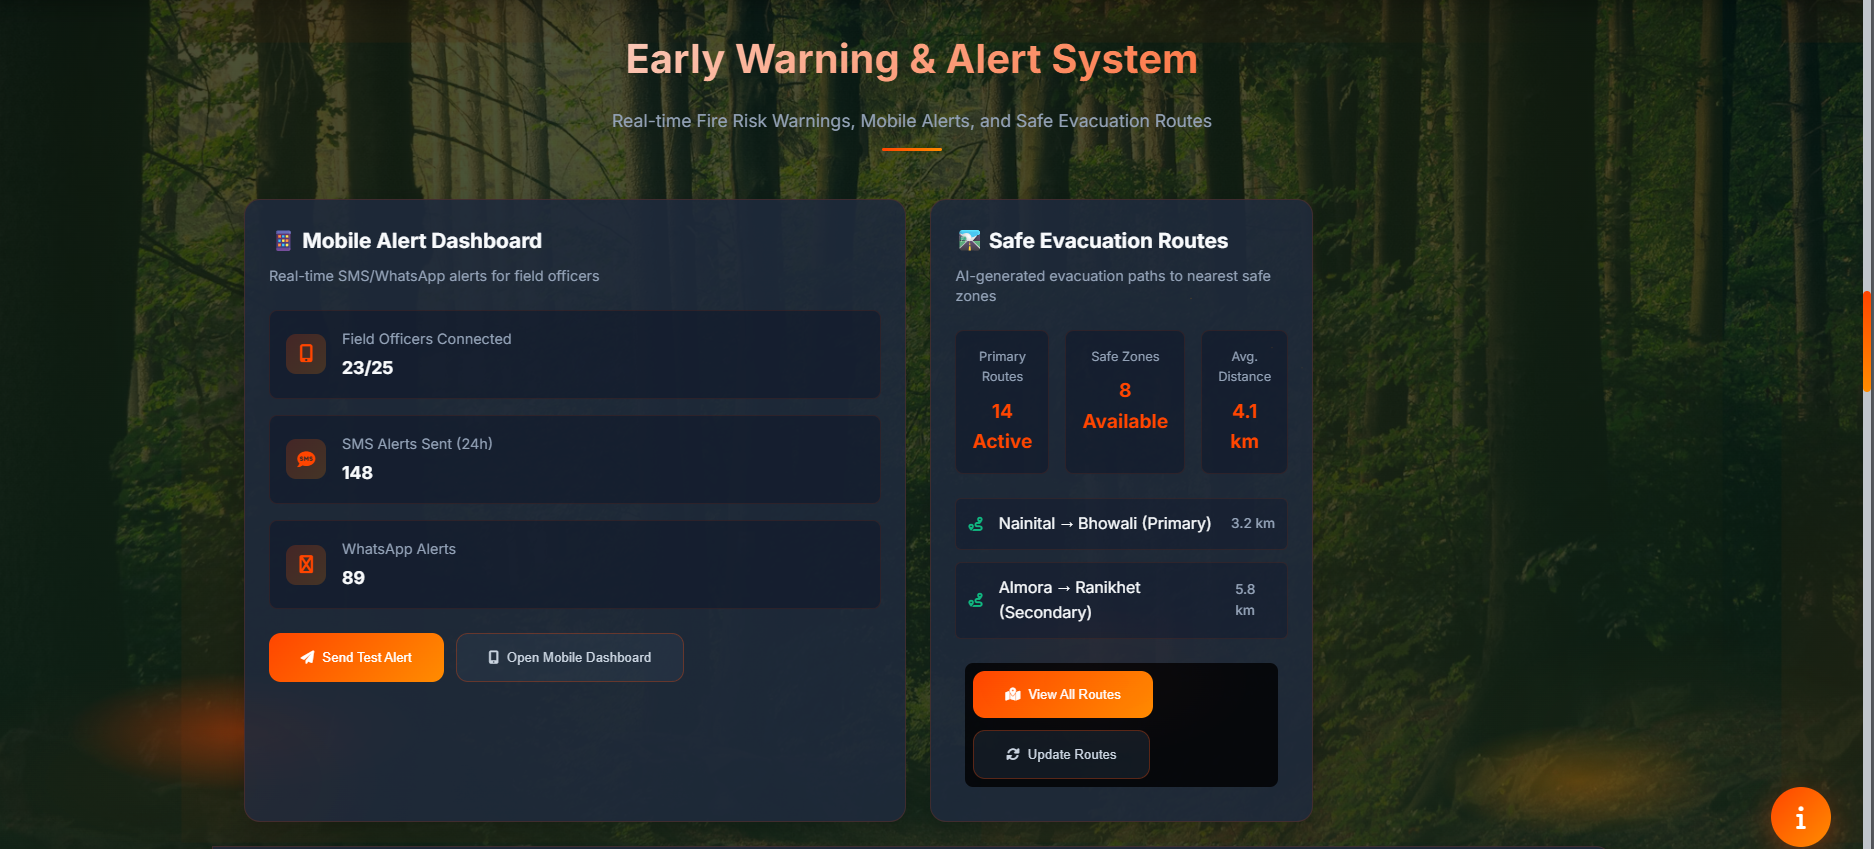 Early Warning & Alert System
Real-time Fire Risk Warnings, Mobile Alerts, and Safe Evacuation Routes
Mobile Alert Dashboard
Real-time SMS/WhatsApp alerts for field officers
Field Officers Connected
23/25
SMS
SMS Alerts Sent (24h)
148
WhatsApp Alerts
89
Send Test Alert
Open Mobile Dashboard
Safe Evacuation Routes
AI-generated evacuation paths to nearest safe
zones
Primary
Routes
14
Active
Safe Zones
8
Available
Avg.
Distance
4.1
km
Nainital → Bhowali (Primary)
3.2 km
Almora → Ranikhet
(Secondary)
5.8
km
View All Routes
Update Routes
i